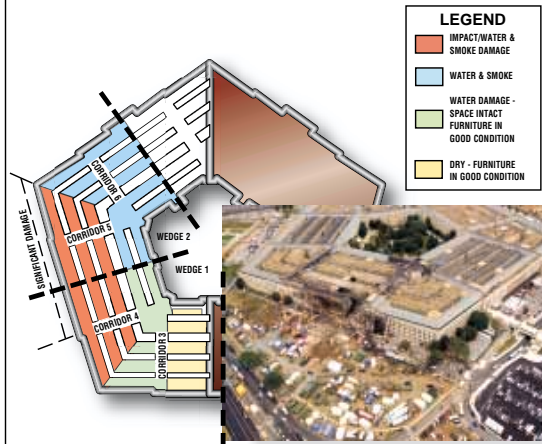 LEGEND
IMPACT/WATER &
SMOKE DAMAGE
WATER & SMOKE
WATER DAMAGE -
SPACE INTACT
FURNITURE IN
GOOD CONDITION
DRY - FURNITURE
IN GOOD CONDITION
CORRIDOR 6
CORRIDOR 5
SIGNIFICANT DAMAGE
WEDGE 2
WEDGE 1
CORRIDOR 4
CORRIDOR 3